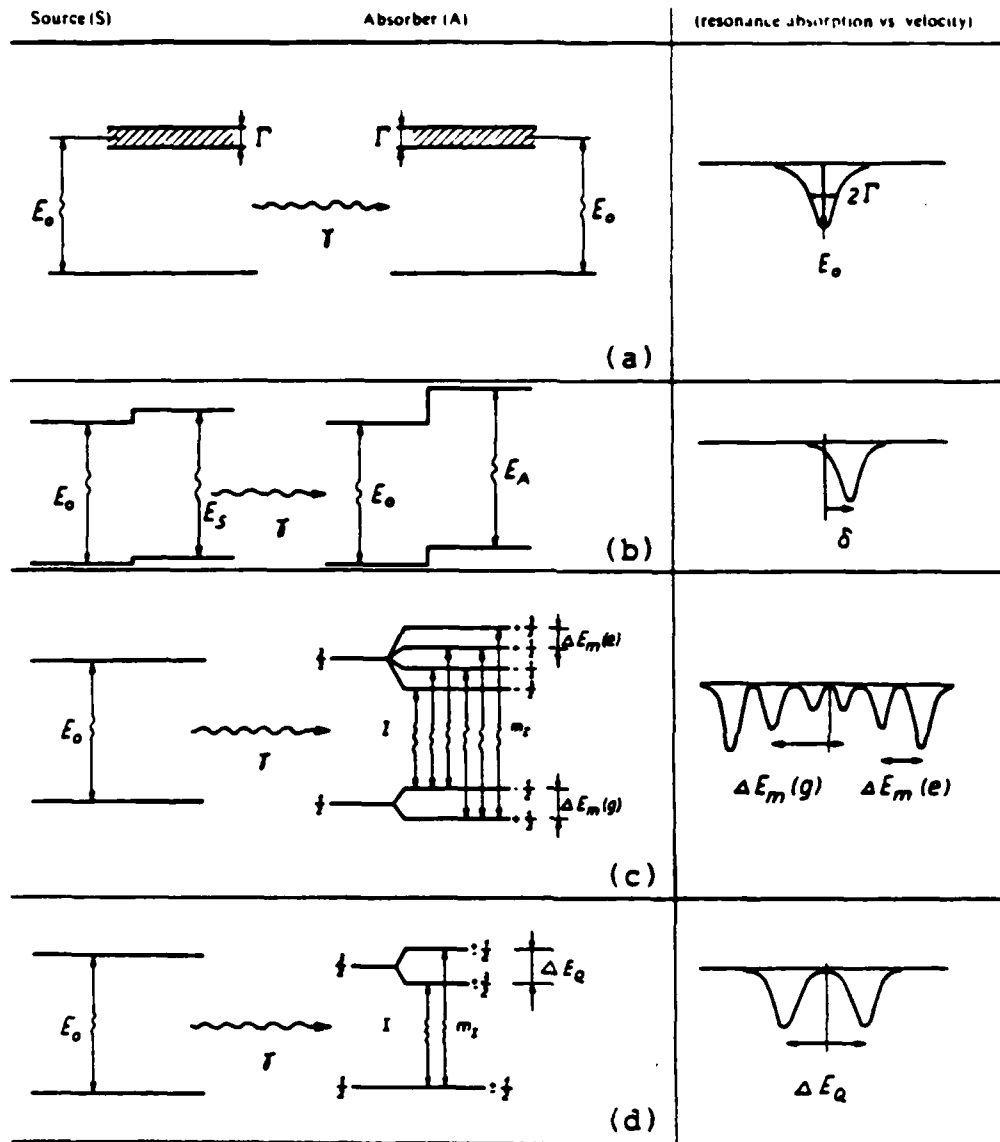 Source (S) Absorber (A) (resonance absorption vs velocity)
Γ Γ
E₀ γ E₀
2Γ
E₀
(a)
E₀ E_S γ E₀ E_A
δ
(b)
ΔE_m(e)
E₀ γ I m_I
ΔE_m(g)
ΔE_m(g) ΔE_m(e)
(c)
ΔE_Q
E₀ γ I m_I
ΔE_Q
(d)